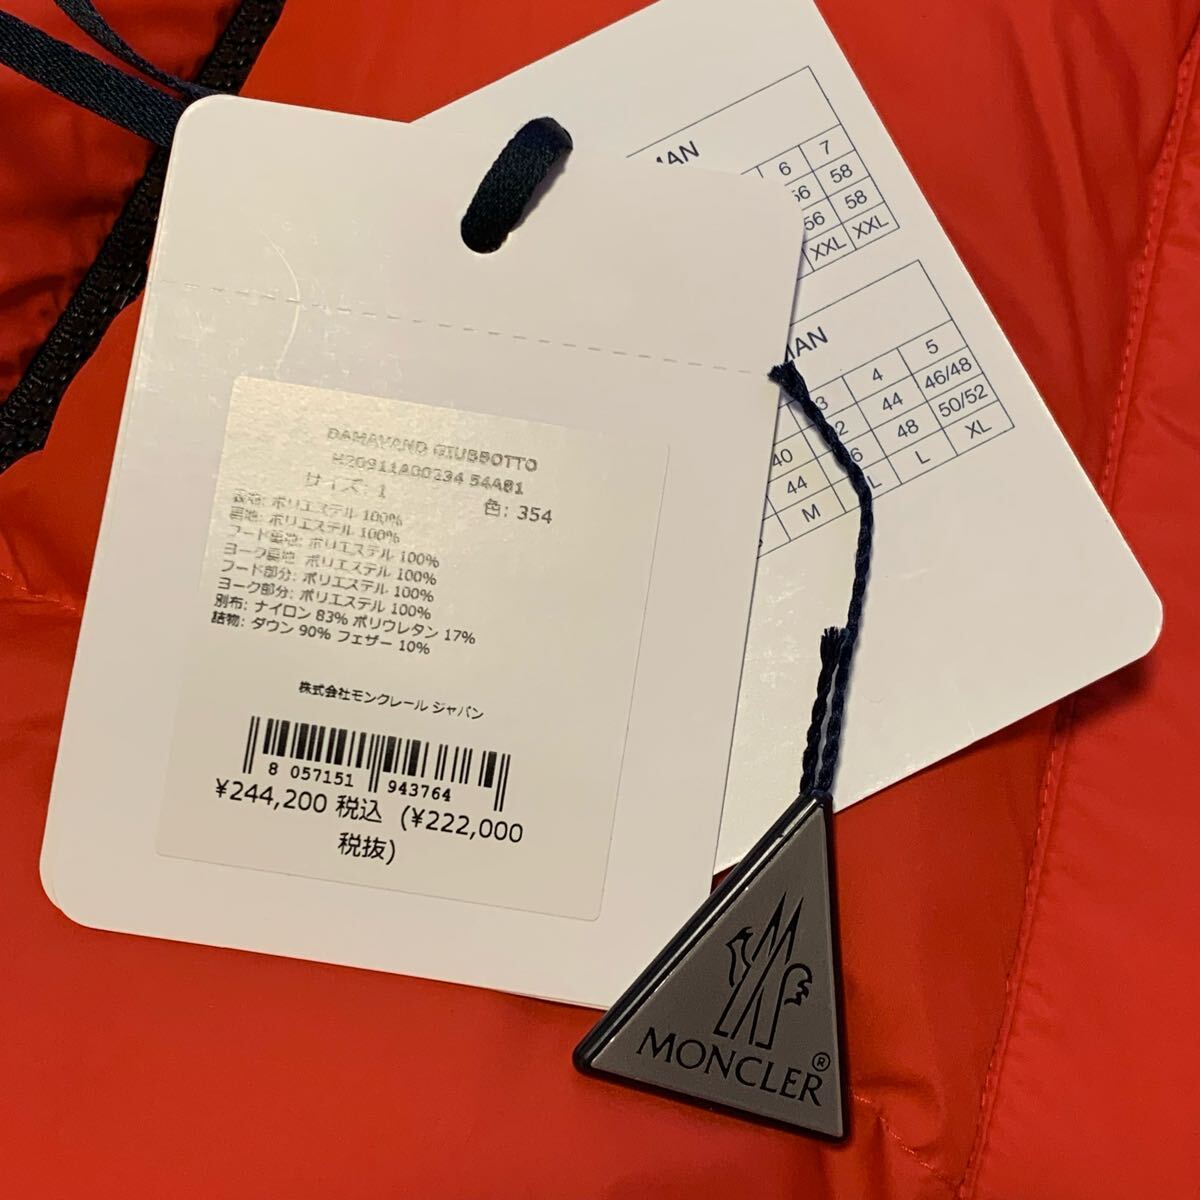 DAMAVAND GIUBBOTTO
H20911A00234 54A81
サイズ: 1 色: 354
表地: ポリエステル 100%
裏地: ポリエステル 100%
フード裏地: ポリエステル 100%
ヨーク裏地: ポリエステル 100%
フード部分: ポリエステル 100%
ヨーク部分: ポリエステル 100%
別布: ナイロン 83% ポリウレタン 17%
詰物: ダウン 90% フェザー 10%
株式会社モンクレール ジャパン
8 057151 943764
¥244,200 税込 (¥222,000
税抜)
6 7
56 58
56 58
XXL XXL
3 4 5
44 46/48
40 48 50/52
44 L XL
M
MONCLER®